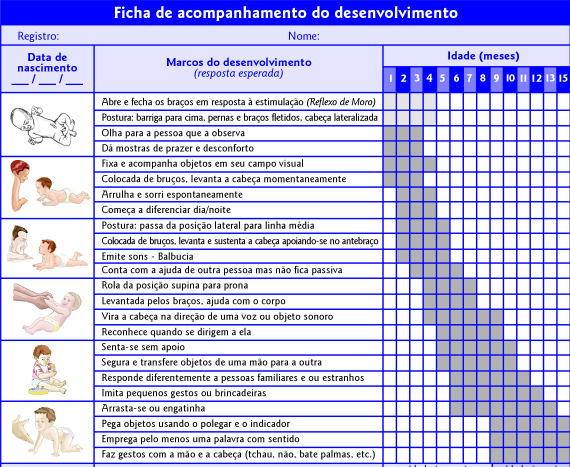 Ficha de acompanhamento do desenvolvimento
Registro: Nome:
Data de nascimento
___ / ___ / ___
Marcos do desenvolvimento
(resposta esperada)
Idade (meses)
1 2 3 4 5 6 7 8 9 10 11 12 13 15
Abre e fecha os braços em resposta à estimulação (Reflexo de Moro)
Postura: barriga para cima, pernas e braços fletidos, cabeça lateralizada
Olha para a pessoa que a observa
Dá mostras de prazer e desconforto
Fixa e acompanha objetos em seu campo visual
Colocada de bruços, levanta a cabeça momentaneamente
Arrulha e sorri espontaneamente
Começa a diferenciar dia/noite
Postura: passa da posição lateral para linha média
Colocada de bruços, levanta e sustenta a cabeça apoiando-se no antebraço
Emite sons - Balbucia
Conta com a ajuda de outra pessoa mas não fica passiva
Rola da posição supina para prona
Levantada pelos braços, ajuda com o corpo
Vira a cabeça na direção de uma voz ou objeto sonoro
Reconhece quando se dirigem a ela
Senta-se sem apoio
Segura e transfere objetos de uma mão para a outra
Responde diferentemente a pessoas familiares e ou estranhos
Imita pequenos gestos ou brincadeiras
Arrasta-se ou engatinha
Pega objetos usando o polegar e o indicador
Emprega pelo menos uma palavra com sentido
Faz gestos com a mão e a cabeça (tchau, não, bate palmas, etc.)